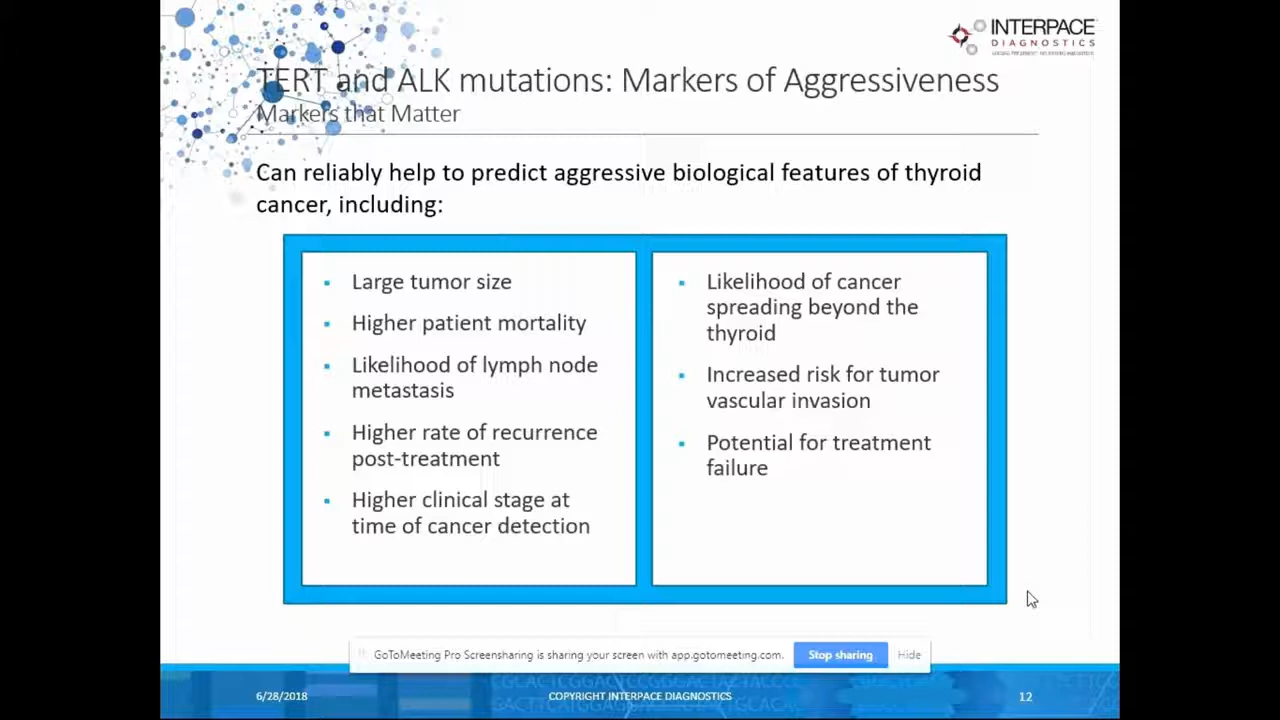 INTERPACE
DIAGNOSTICS
TERT and ALK mutations: Markers of Aggressiveness
Markers that Matter
Can reliably help to predict aggressive biological features of thyroid
cancer, including:
Large tumor size
Higher patient mortality
Likelihood of lymph node
metastasis
Higher rate of recurrence
post-treatment
Higher clinical stage at
time of cancer detection
Likelihood of cancer
spreading beyond the
thyroid
Increased risk for tumor
vascular invasion
Potential for treatment
failure
GoToMeeting Pro Screensharing is sharing your screen with app.gotomeeting.com.
Stop sharing
Hide
6/28/2018
COPYRIGHT INTERPACE DIAGNOSTICS
12